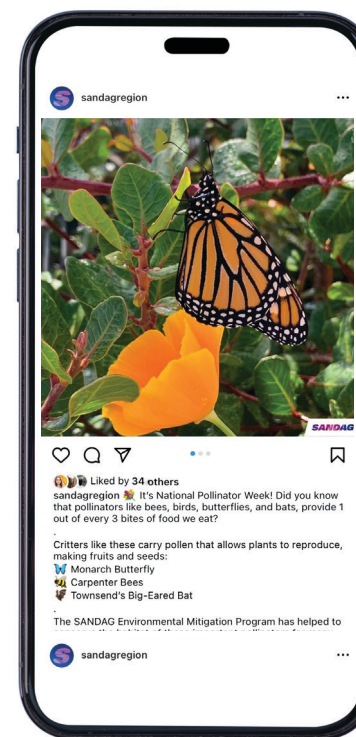 sandagregion
SANDAG
Liked by 34 others
sandagregion 💐 It's National Pollinator Week! Did you know
that pollinators like bees, birds, butterflies, and bats, provide 1
out of every 3 bites of food we eat?
.
Critters like these carry pollen that allows plants to reproduce,
making fruits and seeds:
🦋 Monarch Butterfly
🐝 Carpenter Bees
🦇 Townsend's Big-Eared Bat
.
The SANDAG Environmental Mitigation Program has helped to
sandagregion